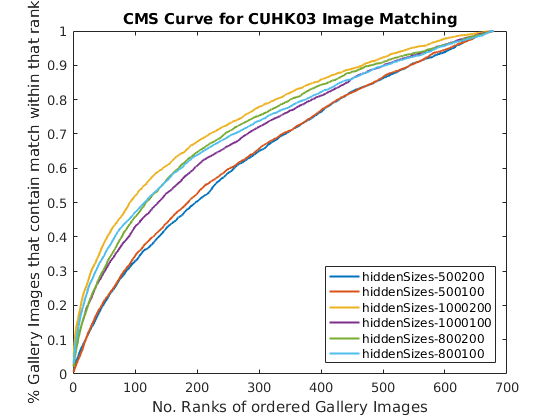 CMS Curve for CUHK03 Image Matching
% Gallery Images that contain match within that rank
1
0.9
0.8
0.7
0.6
0.5
0.4
0.3
0.2
0.1
0
0 100 200 300 400 500 600 700
No. Ranks of ordered Gallery Images
hiddenSizes-500200
hiddenSizes-500100
hiddenSizes-1000200
hiddenSizes-1000100
hiddenSizes-800200
hiddenSizes-800100